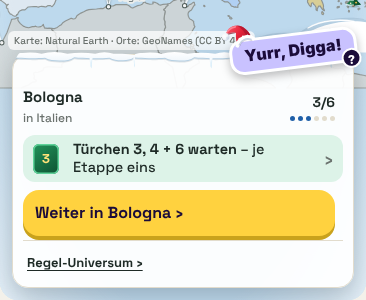 Karte: Natural Earth · Orte: GeoNames (CC BY 4
Yurr, Digga!
?
Bologna
3/6
in Italien
3
Türchen 3, 4 + 6 warten – je
Etappe eins
>
Weiter in Bologna >
Regel-Universum >